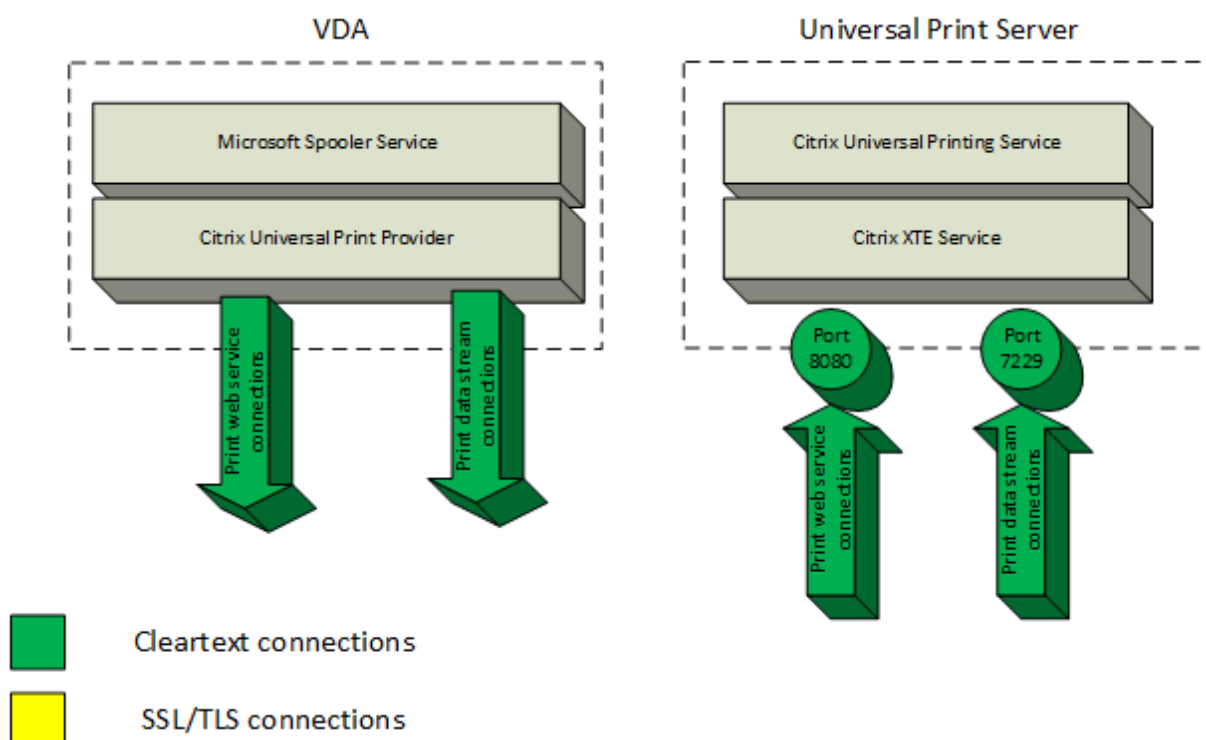 VDA
Universal Print Server
Microsoft Spooler Service
Citrix Universal Print Provider
Citrix Universal Printing Service
Citrix XTE Service
Print web service
connections
Print data stream
connections
Port
8080
Port
7229
Print web service
connections
Print data stream
connections
Cleartext connections
SSL/TLS connections